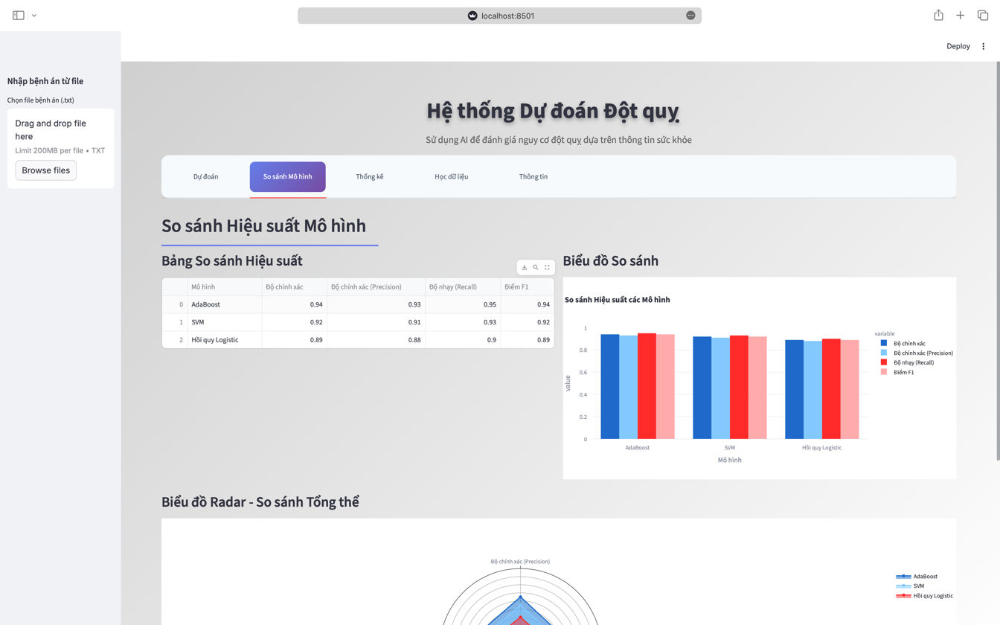 localhost:8501
Deploy
Nhập bệnh án từ file
Chọn file bệnh án (.txt)
Drag and drop file
here
Limit 200MB per file • TXT
Browse files
Hệ thống Dự đoán Đột quỵ
Sử dụng AI để đánh giá nguy cơ đột quỵ dựa trên thông tin sức khỏe
Dự đoán So sánh Mô hình Thống kê Học dữ liệu Thông tin
So sánh Hiệu suất Mô hình
Bảng So sánh Hiệu suất
Mô hình Độ chính xác Độ chính xác (Precision) Độ nhạy (Recall) Điểm F1
0 AdaBoost 0.94 0.93 0.95 0.94
1 SVM 0.92 0.91 0.93 0.92
2 Hồi quy Logistic 0.89 0.88 0.9 0.89
Biểu đồ So sánh
So sánh Hiệu suất các Mô hình
1
0.8
0.6
0.4
0.2
0
value
AdaBoost SVM Hồi quy Logistic
Mô hình
variable
Độ chính xác
Độ chính xác (Precision)
Độ nhạy (Recall)
Điểm F1
Biểu đồ Radar - So sánh Tổng thể
Độ chính xác (Precision)
AdaBoost
SVM
Hồi quy Logistic